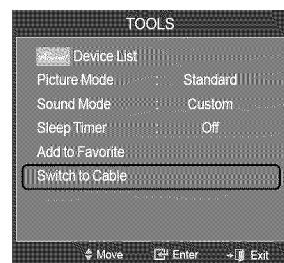 TOOLS
Device List
Picture Mode : Standard
Sound Mode : Custom
Sleep Timer : Off
Add to Favorite
Switch to Cable
Move Enter Exit